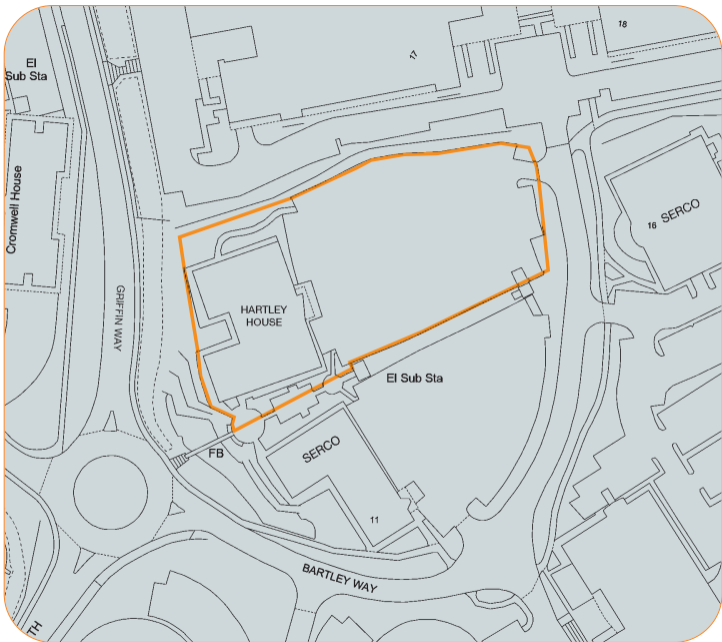 18
17
El
Sub Sta
Cromwell House
SERCO
16
GRIFFIN WAY
HARTLEY
HOUSE
El Sub Sta
SERCO
FB
11
BARTLEY WAY
TH